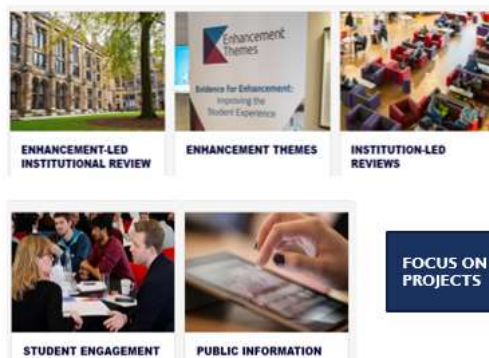 Enhancement
Themes
Evidence for Enhancement:
Improving the
Student Experience
ENHANCEMENT-LED
INSTITUTIONAL REVIEW
ENHANCEMENT THEMES
INSTITUTION-LED
REVIEWS
FOCUS ON
PROJECTS
STUDENT ENGAGEMENT
PUBLIC INFORMATION